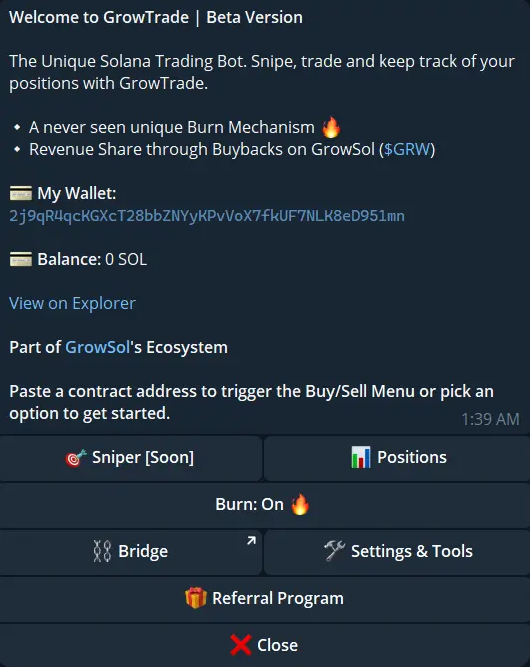 Welcome to GrowTrade | Beta Version
The Unique Solana Trading Bot. Snipe, trade and keep track of your
positions with GrowTrade.
• A never seen unique Burn Mechanism 🔥
• Revenue Share through Buybacks on GrowSol ($GRW)
💳 My Wallet:
2j9qR4qcKGXcT28bbZNYyKPvVoX7fkUF7NLK8eD951mn
💳 Balance: 0 SOL
View on Explorer
Part of GrowSol's Ecosystem
Paste a contract address to trigger the Buy/Sell Menu or pick an
option to get started.
1:39 AM
🎯 Sniper [Soon]
📊 Positions
Burn: On 🔥
⛓ Bridge
🛠 Settings & Tools
🎁 Referral Program
❌ Close